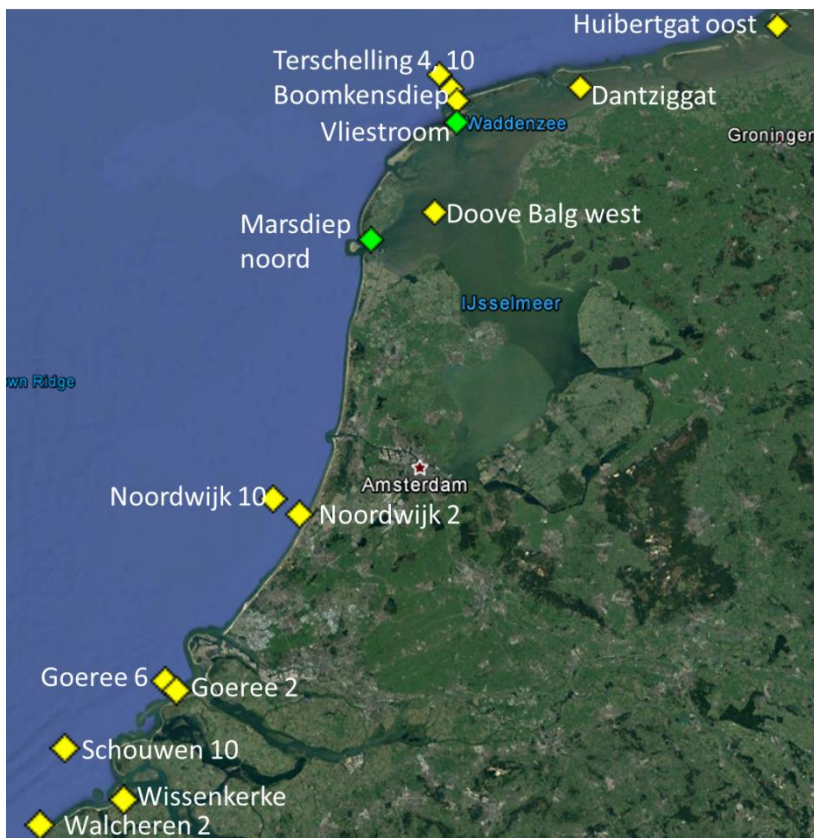 Huibertgat oost
Terschelling 4, 10
Boomkensdiep
Dantziggat
Vliestroom
Waddenzee
Groningen
Doove Balg west
Marsdiep
noord
IJsselmeer
own Ridge
Amsterdam
Noordwijk 10
Noordwijk 2
Goeree 6
Goeree 2
Schouwen 10
Wissenkerke
Walcheren 2